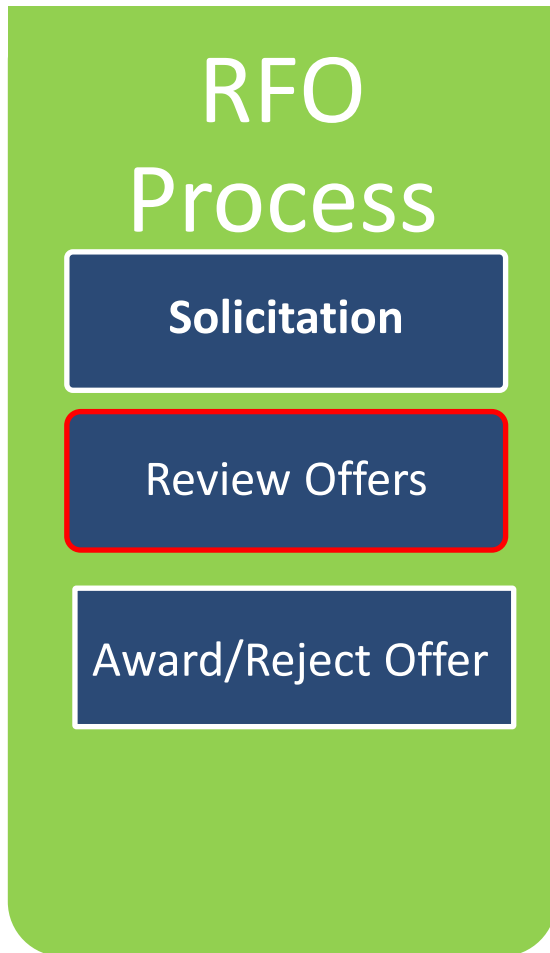 RFO
Process
Solicitation
Review Offers
Award/Reject Offer